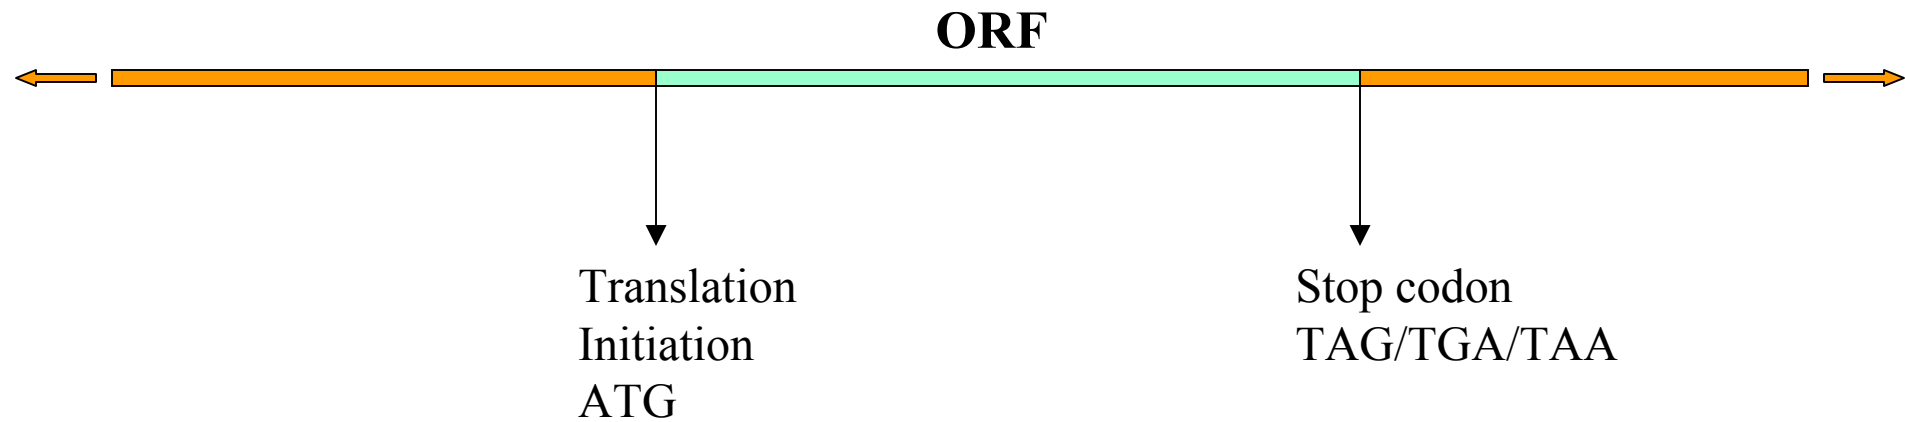 ORF
Translation
Initiation
ATG
Stop codon
TAG/TGA/TAA